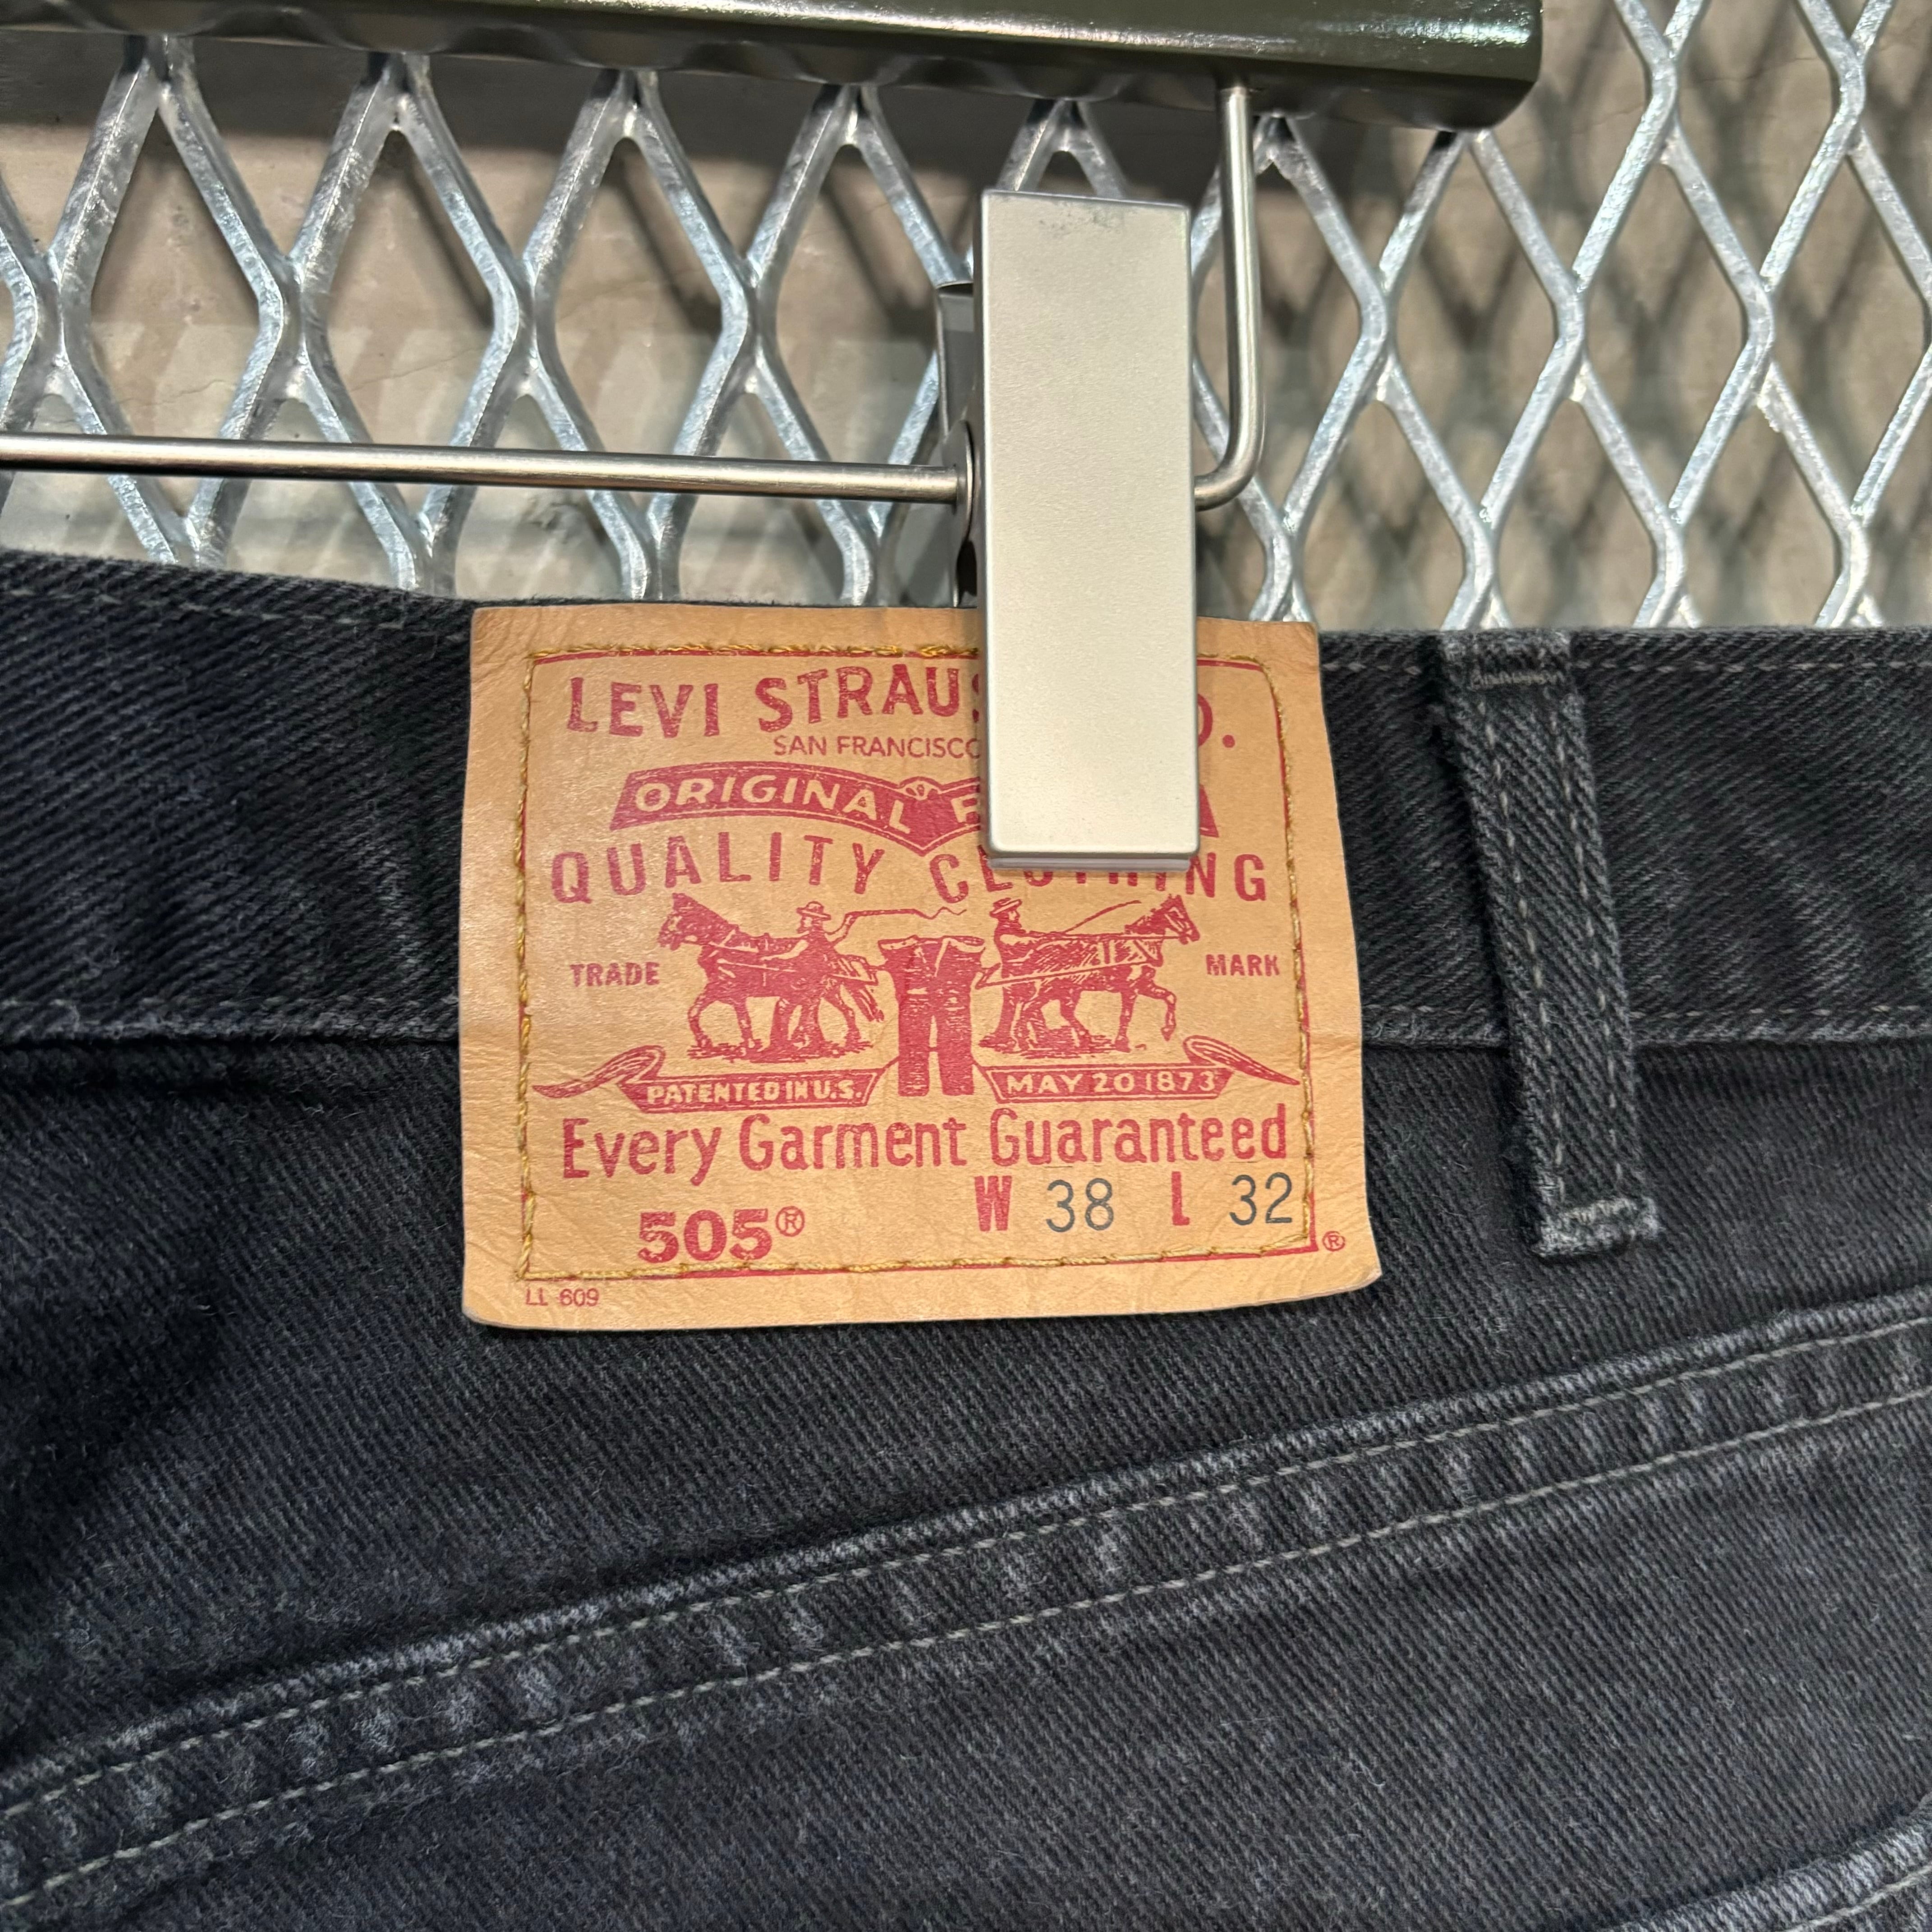 LEVI STRAUS
SAN FRANCISCO
ORIGINAL
QUALITY CLOTHING
TRADE MARK
PATENTED IN U.S. MAY 20 1873
Every Garment Guaranteed
505® W 38 L 32
®
LL 609